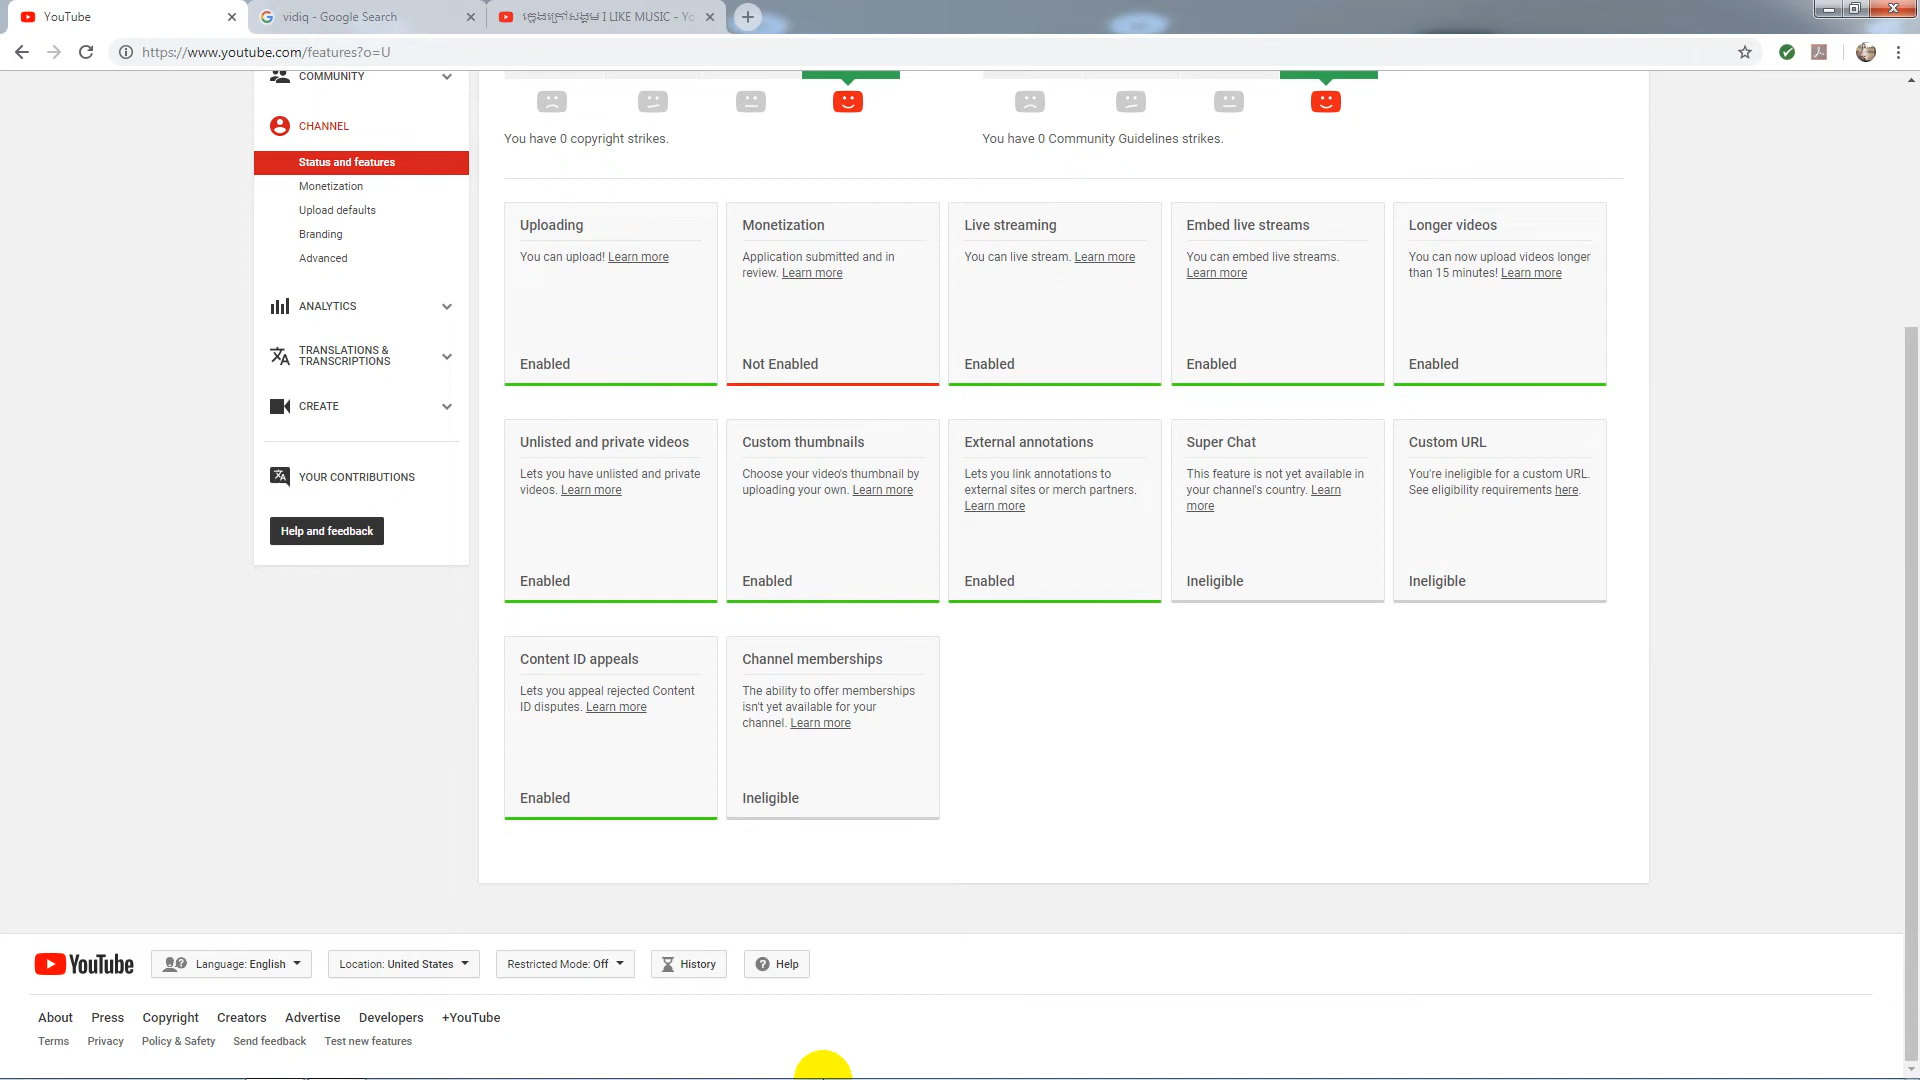 YouTube
vidiq - Google Search
ក្មេងក្រៅសង្គម I LIKE MUSIC - Yo
https://www.youtube.com/features?o=U
COMMUNITY
CHANNEL
Status and features
Monetization
Upload defaults
Branding
Advanced
ANALYTICS
TRANSLATIONS &
TRANSCRIPTIONS
CREATE
YOUR CONTRIBUTIONS
Help and feedback
You have 0 copyright strikes.
You have 0 Community Guidelines strikes.
Uploading
You can upload! Learn more
Enabled
Monetization
Application submitted and in
review. Learn more
Not Enabled
Live streaming
You can live stream. Learn more
Enabled
Embed live streams
You can embed live streams.
Learn more
Enabled
Longer videos
You can now upload videos longer
than 15 minutes! Learn more
Enabled
Unlisted and private videos
Lets you have unlisted and private
videos. Learn more
Enabled
Custom thumbnails
Choose your video's thumbnail by
uploading your own. Learn more
Enabled
External annotations
Lets you link annotations to
external sites or merch partners.
Learn more
Enabled
Super Chat
This feature is not yet available in
your channel's country. Learn
more
Ineligible
Custom URL
You're ineligible for a custom URL.
See eligibility requirements here.
Ineligible
Content ID appeals
Lets you appeal rejected Content
ID disputes. Learn more
Enabled
Channel memberships
The ability to offer memberships
isn't yet available for your
channel. Learn more
Ineligible
YouTube
Language: English
Location: United States
Restricted Mode: Off
History
Help
About Press Copyright Creators Advertise Developers +YouTube
Terms Privacy Policy & Safety Send feedback Test new features